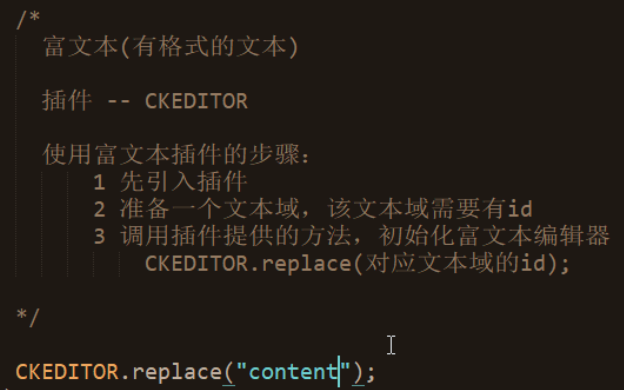 /*
富文本(有格式的文本)
插件 -- CKEDITOR
使用富文本插件的步骤：
1 先引入插件
2 准备一个文本域，该文本域需要有id
3 调用插件提供的方法，初始化富文本编辑器
CKEDITOR.replace(对应文本域的id);
*/
CKEDITOR.replace("content");